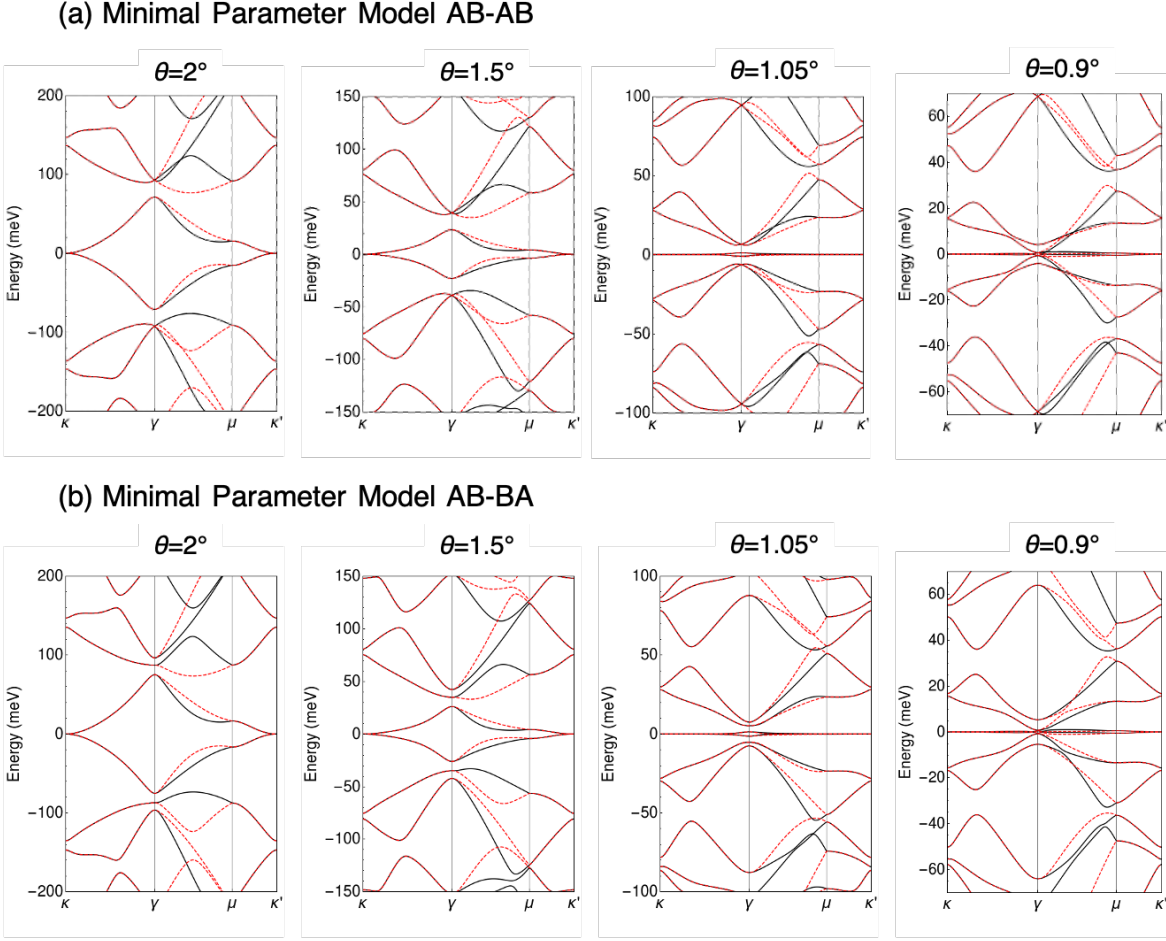 (a) Minimal Parameter Model AB-AB
θ=2° θ=1.5° θ=1.05° θ=0.9°
Energy (meV) 200 100 0 −100 −200 κ γ μ κ'
Energy (meV) 150 100 50 0 −50 −100 −150 κ γ μ κ'
Energy (meV) 100 50 0 −50 −100 κ γ μ κ'
Energy (meV) 60 40 20 0 −20 −40 −60 κ γ μ κ'
(b) Minimal Parameter Model AB-BA
θ=2° θ=1.5° θ=1.05° θ=0.9°
Energy (meV) 200 100 0 −100 −200 κ γ μ κ'
Energy (meV) 150 100 50 0 −50 −100 −150 κ γ μ κ'
Energy (meV) 100 50 0 50 −100 κ γ μ κ'
Energy (meV) 60 40 20 0 −20 −40 −60 κ γ μ κ'